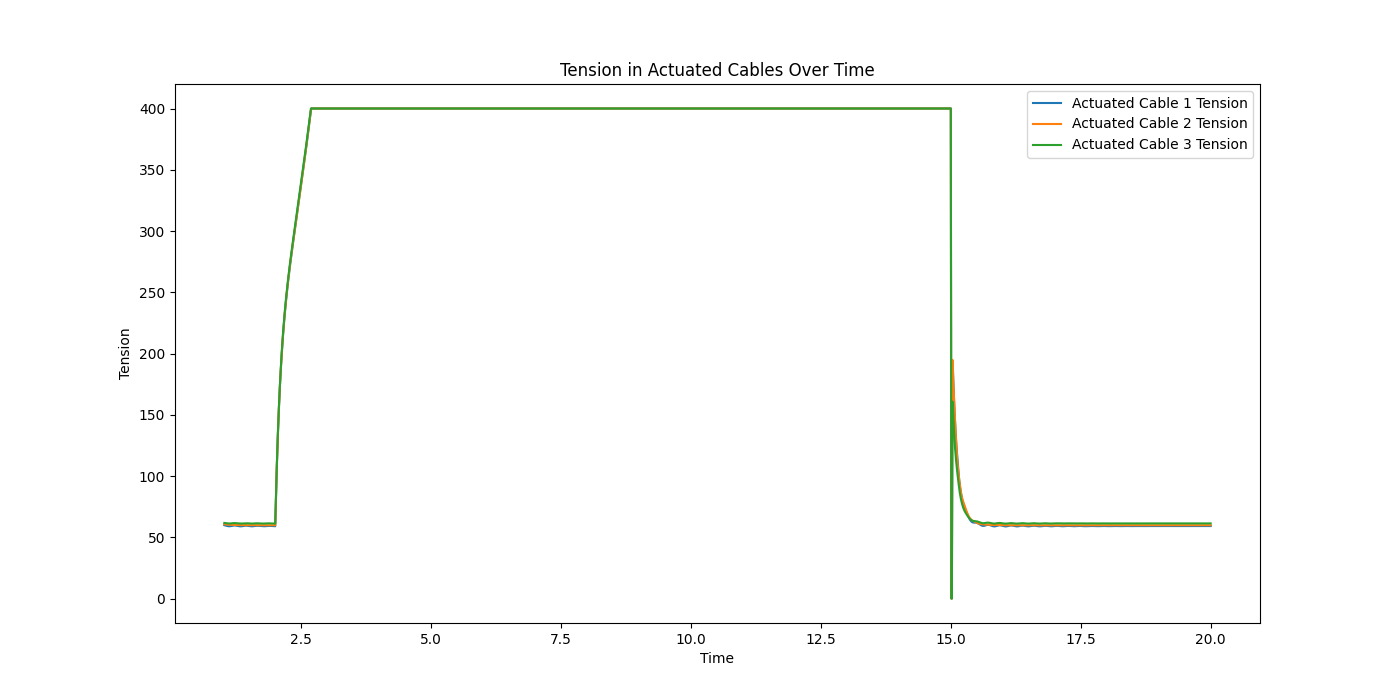 Tension in Actuated Cables Over Time
Actuated Cable 1 Tension
Actuated Cable 2 Tension
Actuated Cable 3 Tension
Tension
400
350
300
250
200
150
100
50
0
2.5 5.0 7.5 10.0 12.5 15.0 17.5 20.0
Time